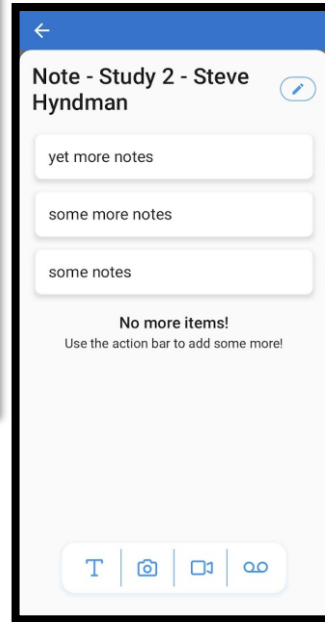 Note - Study 2 - Steve
Hyndman
yet more notes
some more notes
some notes
No more items!
Use the action bar to add some more!
T